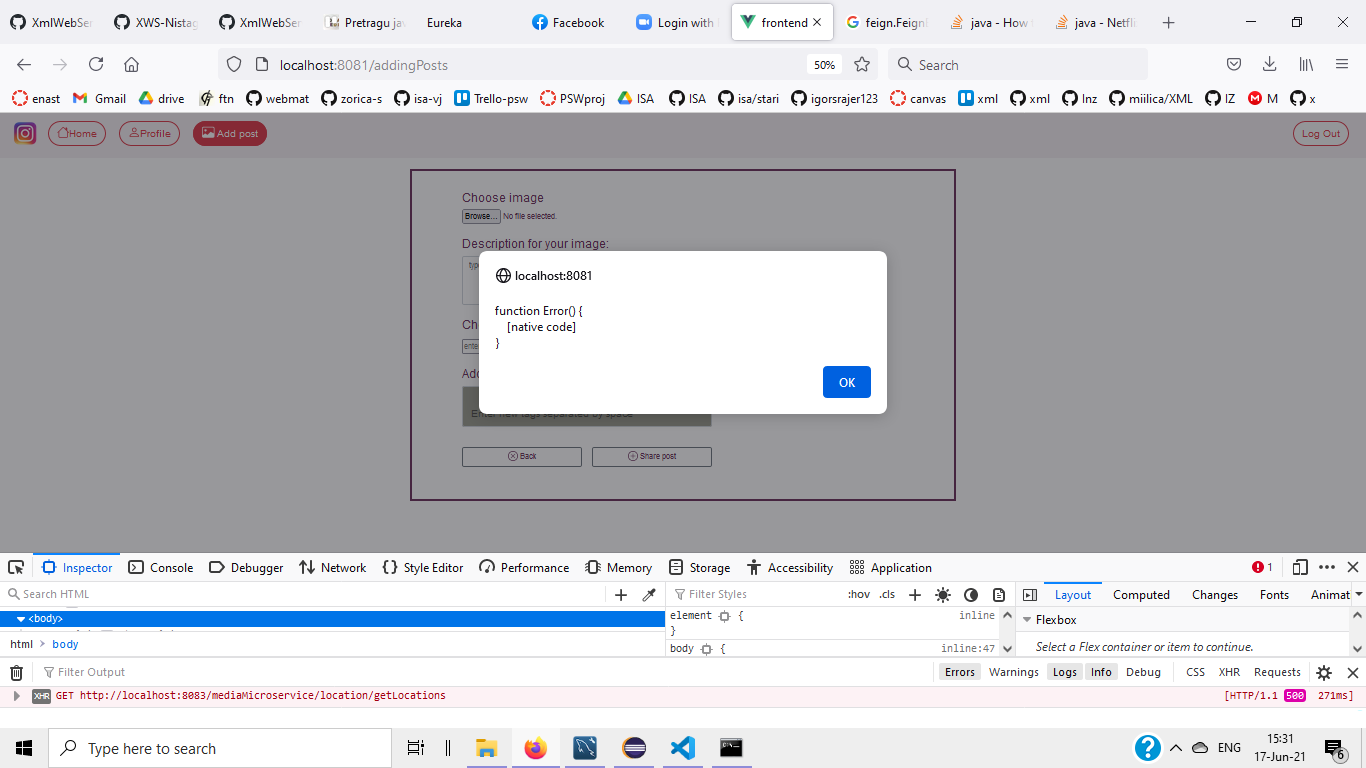 XmlWebSer
XWS-Nistag
XmlWebSer
Pretragu jav
Eureka
Facebook
Login with
frontend
feign.Feign
java - How
java - Netfli
localhost:8081/addingPosts
50%
Search
enast
Gmail
drive
ftn
webmat
zorica-s
isa-vj
Trello-psw
PSWproj
ISA
ISA
isa/stari
igorsrajer123
canvas
xml
xml
lnz
miilica/XML
IZ
M
x
Home
Profile
Add post
Log Out
Choose image
Browse... No file selected.
Description for your image:
localhost:8081
function Error() {
[native code]
}
OK
Enter new tags separated by space.
Back
Share post
Inspector
Console
Debugger
Network
Style Editor
Performance
Memory
Storage
Accessibility
Application
1
Search HTML
Filter Styles
:hov .cls
Layout
Computed
Changes
Fonts
Animat
<body>
element { inline
}
body { inline:47
Flexbox
Select a Flex container or item to continue.
html > body
Filter Output
Errors
Warnings
Logs
Info
Debug
CSS
XHR
Requests
XHR GET http://localhost:8083/mediaMicroservice/location/getLocations [HTTP/1.1 500 271ms]
Type here to search
ENG
15:31
17-Jun-21
6